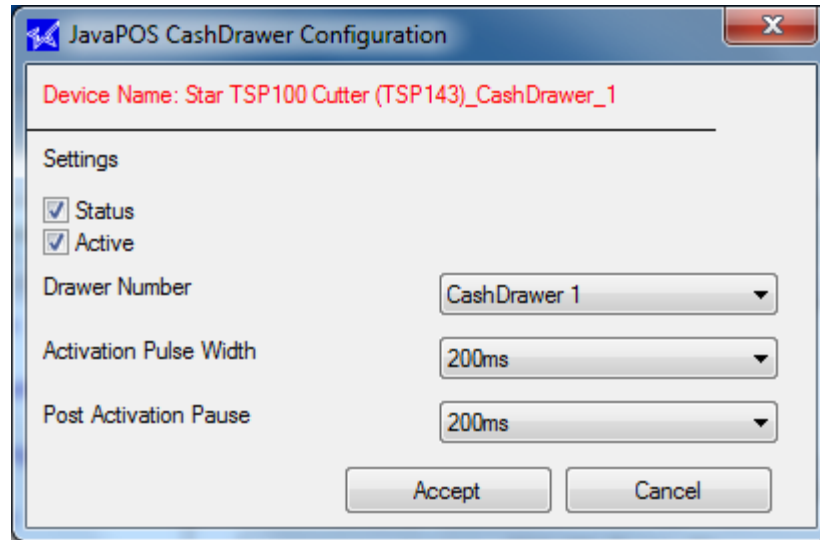 JavaPOS CashDrawer Configuration
Device Name: Star TSP100 Cutter (TSP143)_CashDrawer_1
Settings
Status
Active
Drawer Number CashDrawer 1
Activation Pulse Width 200ms
Post Activation Pause 200ms
Accept Cancel